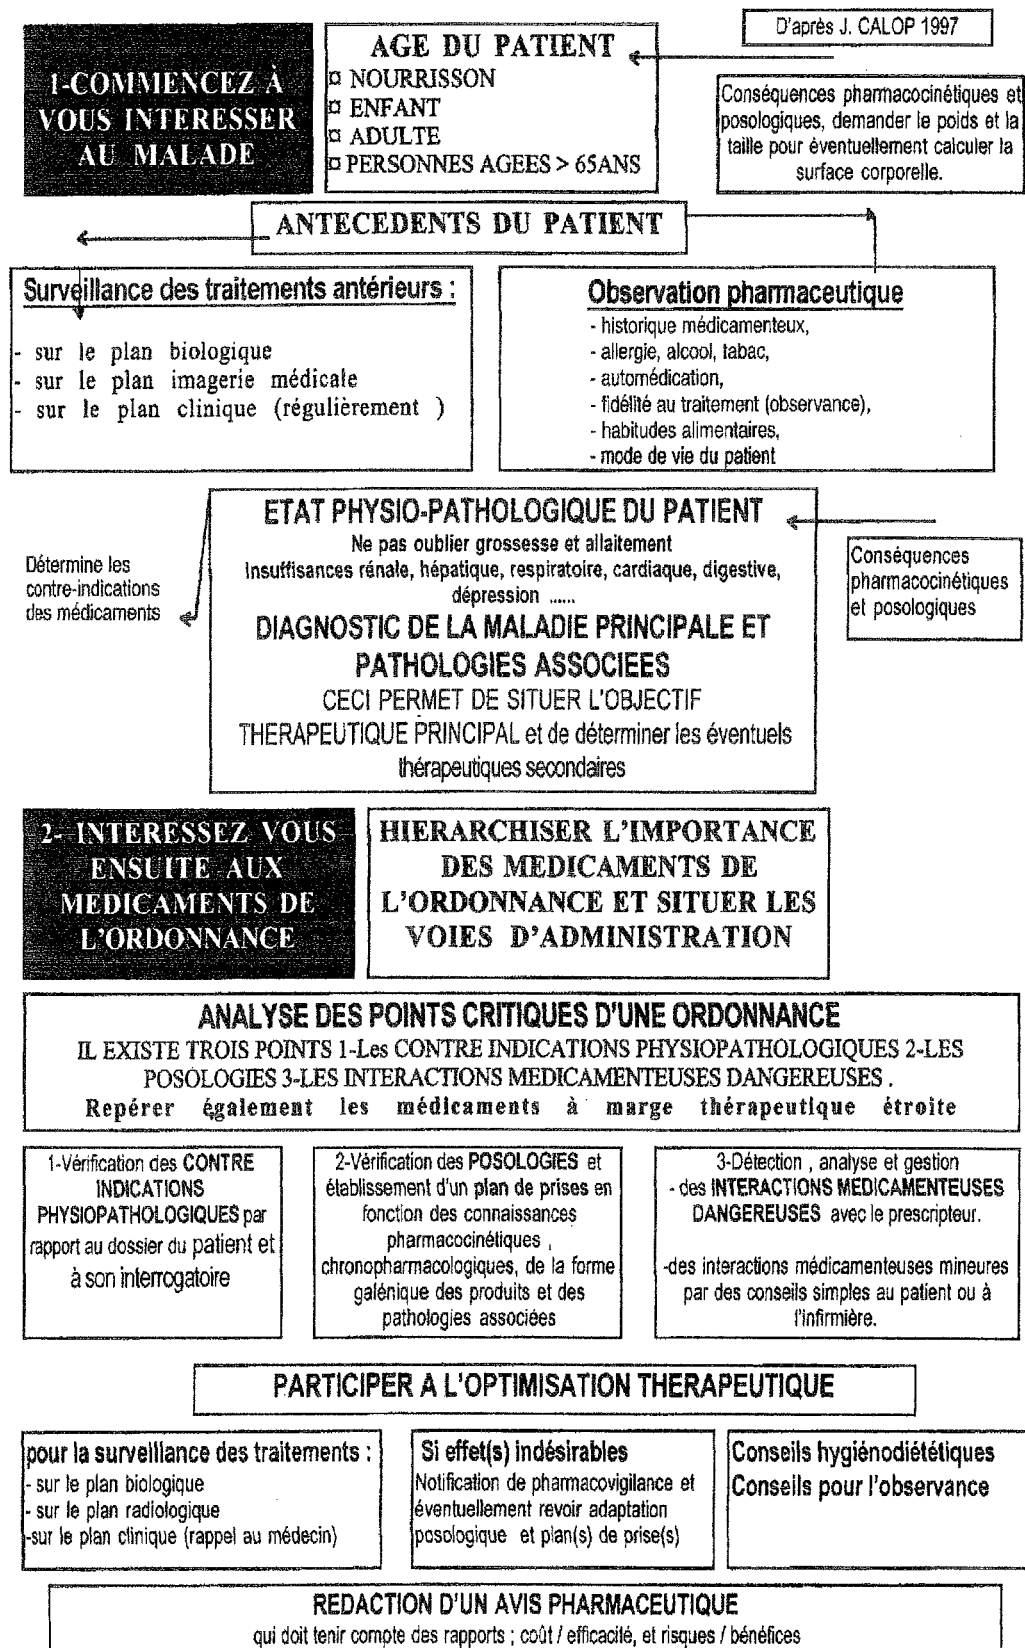 D'après J. CALOP 1997
1-COMMENCEZ À
VOUS INTERESSER
AU MALADE
AGE DU PATIENT
¤ NOURRISSON
¤ ENFANT
¤ ADULTE
¤ PERSONNES AGEES > 65ANS
Conséquences pharmacocinétiques et
posologiques, demander le poids et la
taille pour éventuellement calculer la
surface corporelle.
ANTECEDENTS DU PATIENT
Surveillance des traitements antérieurs :
- sur le plan biologique
- sur le plan imagerie médicale
- sur le plan clinique (régulièrement )
Observation pharmaceutique
- historique médicamenteux,
- allergie, alcool, tabac,
- automédication,
- fidélité au traitement (observance),
- habitudes alimentaires,
- mode de vie du patient
Détermine les
contre-indications
des médicaments
ETAT PHYSIO-PATHOLOGIQUE DU PATIENT
Ne pas oublier grossesse et allaitement
Insuffisances rénale, hépatique, respiratoire, cardiaque, digestive,
dépression ......
DIAGNOSTIC DE LA MALADIE PRINCIPALE ET
PATHOLOGIES ASSOCIEES
CECI PERMET DE SITUER L'OBJECTIF
THERAPEUTIQUE PRINCIPAL et de déterminer les éventuels
thérapeutiques secondaires
Conséquences
pharmacocinétiques
et posologiques
2- INTERESSEZ VOUS
ENSUITE AUX
MEDICAMENTS DE
L'ORDONNANCE
HIERARCHISER L'IMPORTANCE
DES MEDICAMENTS DE
L'ORDONNANCE ET SITUER LES
VOIES D'ADMINISTRATION
ANALYSE DES POINTS CRITIQUES D'UNE ORDONNANCE
IL EXISTE TROIS POINTS 1-Les CONTRE INDICATIONS PHYSIOPATHOLOGIQUES 2-LES
POSOLOGIES 3-LES INTERACTIONS MEDICAMENTEUSES DANGEREUSES .
Repérer également les médicaments à marge thérapeutique étroite
1-Vérification des CONTRE
INDICATIONS
PHYSIOPATHOLOGIQUES par
rapport au dossier du patient et
à son interrogatoire
2-Vérification des POSOLOGIES et
établissement d'un plan de prises en
fonction des connaissances
pharmacocinétiques ,
chronopharmacologiques, de la forme
galénique des produits et des
pathologies associées
3-Détection , analyse et gestion
- des INTERACTIONS MEDICAMENTEUSES
DANGEREUSES avec le prescripteur.
-des interactions médicamenteuses mineures
par des conseils simples au patient ou à
l'infirmière.
PARTICIPER A L'OPTIMISATION THERAPEUTIQUE
pour la surveillance des traitements :
- sur le plan biologique
- sur le plan radiologique
-sur le plan clinique (rappel au médecin)
Si effet(s) indésirables
Notification de pharmacovigilance et
éventuellement revoir adaptation
posologique et plan(s) de prise(s)
Conseils hygiénodiététiques
Conseils pour l'observance
REDACTION D'UN AVIS PHARMACEUTIQUE
qui doit tenir compte des rapports ; coût / efficacité, et risques / bénéfices